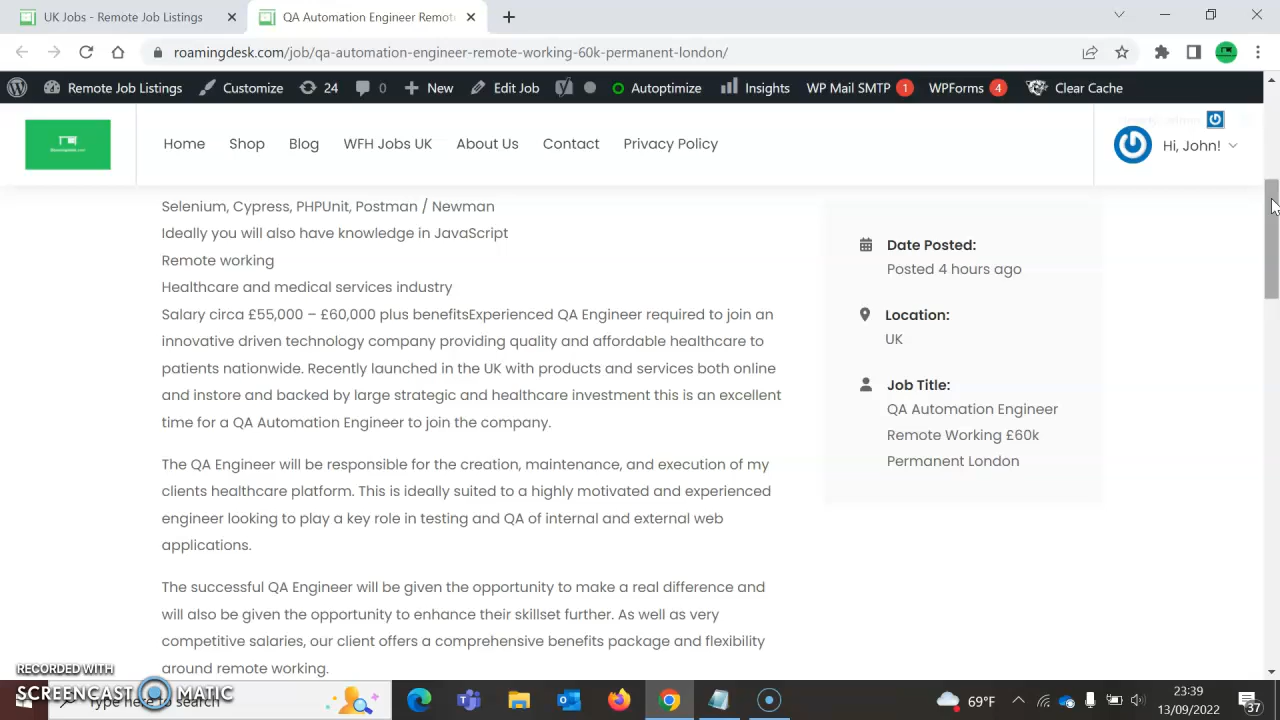 UK Jobs - Remote Job Listings
QA Automation Engineer Remot
roamingdesk.com/job/qa-automation-engineer-remote-working-60k-permanent-london/
Remote Job Listings Customize 24 0 New Edit Job Autoptimize Insights WP Mail SMTP 1 WPForms 4 Clear Cache
Home Shop Blog WFH Jobs UK About Us Contact Privacy Policy
Hi, John!
Selenium, Cypress, PHPUnit, Postman / Newman
Ideally you will also have knowledge in JavaScript
Remote working
Healthcare and medical services industry
Salary circa £55,000 – £60,000 plus benefitsExperienced QA Engineer required to join an
innovative driven technology company providing quality and affordable healthcare to
patients nationwide. Recently launched in the UK with products and services both online
and instore and backed by large strategic and healthcare investment this is an excellent
time for a QA Automation Engineer to join the company.
The QA Engineer will be responsible for the creation, maintenance, and execution of my
clients healthcare platform. This is ideally suited to a highly motivated and experienced
engineer looking to play a key role in testing and QA of internal and external web
applications.
The successful QA Engineer will be given the opportunity to make a real difference and
will also be given the opportunity to enhance their skillset further. As well as very
competitive salaries, our client offers a comprehensive benefits package and flexibility
around remote working.
Date Posted:
Posted 4 hours ago
Location:
UK
Job Title:
QA Automation Engineer
Remote Working £60k
Permanent London
RECORDED WITH
SCREENCAST MATIC
Type here to search
69°F
23:39
13/09/2022
37